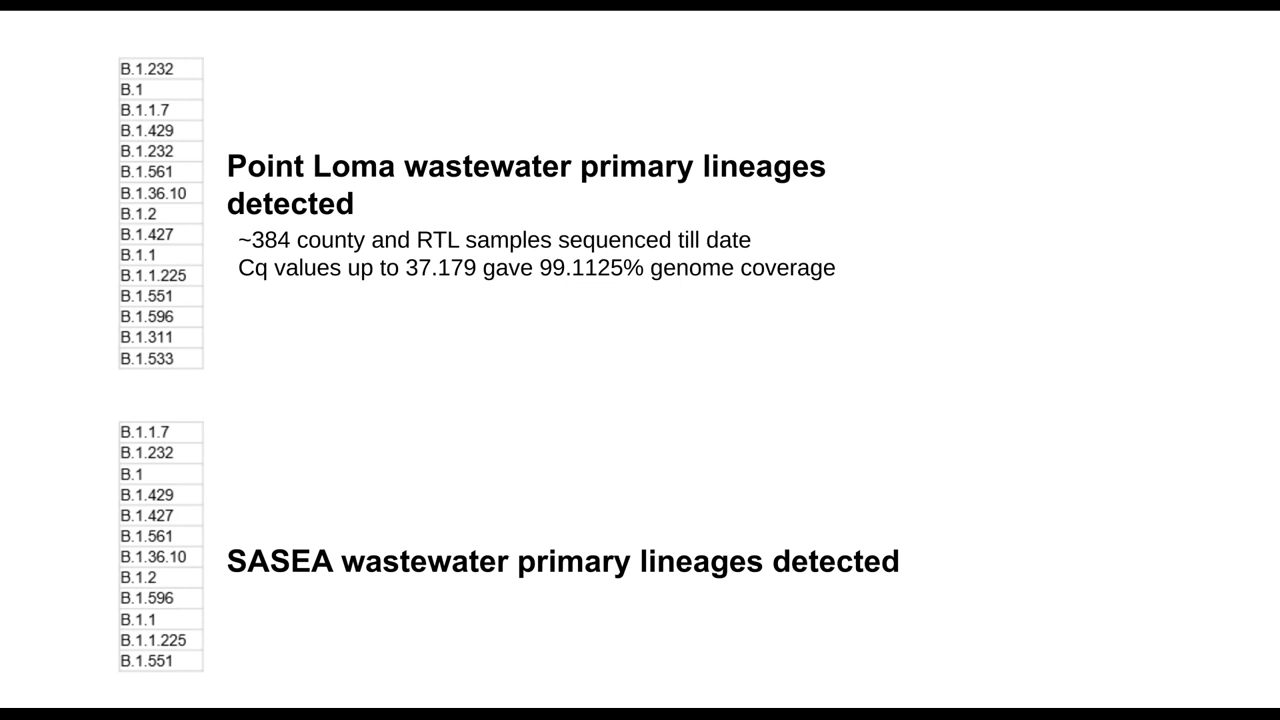 B.1.232
B.1
B.1.1.7
B.1.429
B.1.232
B.1.561
B.1.36.10
B.1.2
B.1.427
B.1.1
B.1.1.225
B.1.551
B.1.596
B.1.311
B.1.533
Point Loma wastewater primary lineages
detected
~384 county and RTL samples sequenced till date
Cq values up to 37.179 gave 99.1125% genome coverage
B.1.1.7
B.1.232
B.1
B.1.429
B.1.427
B.1.561
B.1.36.10
B.1.2
B.1.596
B.1.1
B.1.1.225
B.1.551
SASEA wastewater primary lineages detected